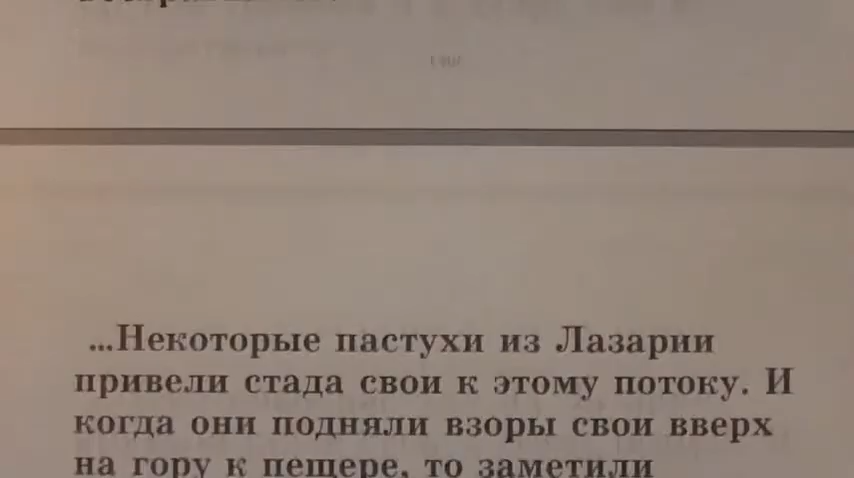 ...Некоторые пастухи из Лазарии
привели стада свои к этому потоку. И
когда они подняли взоры свои вверх
на гору к пещере, то заметили